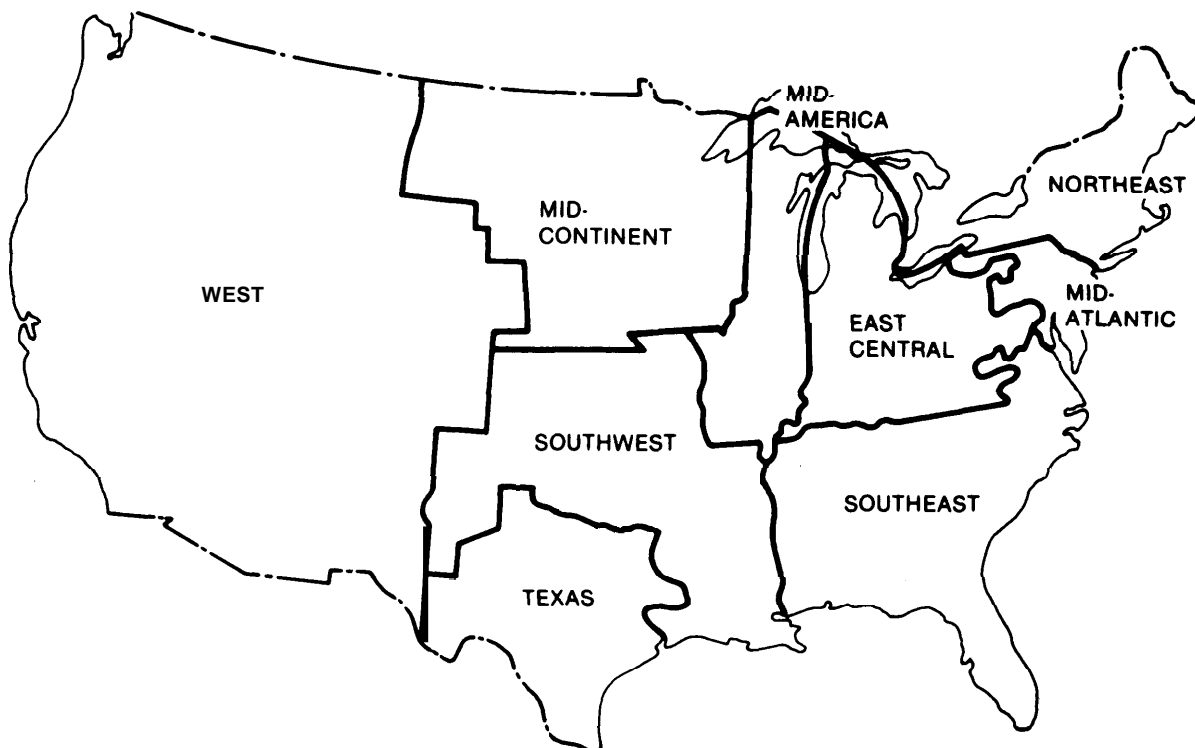 MID-
AMERICA
NORTHEAST
MID-
CONTINENT
WEST
MID-
ATLANTIC
EAST
CENTRAL
SOUTHWEST
SOUTHEAST
TEXAS